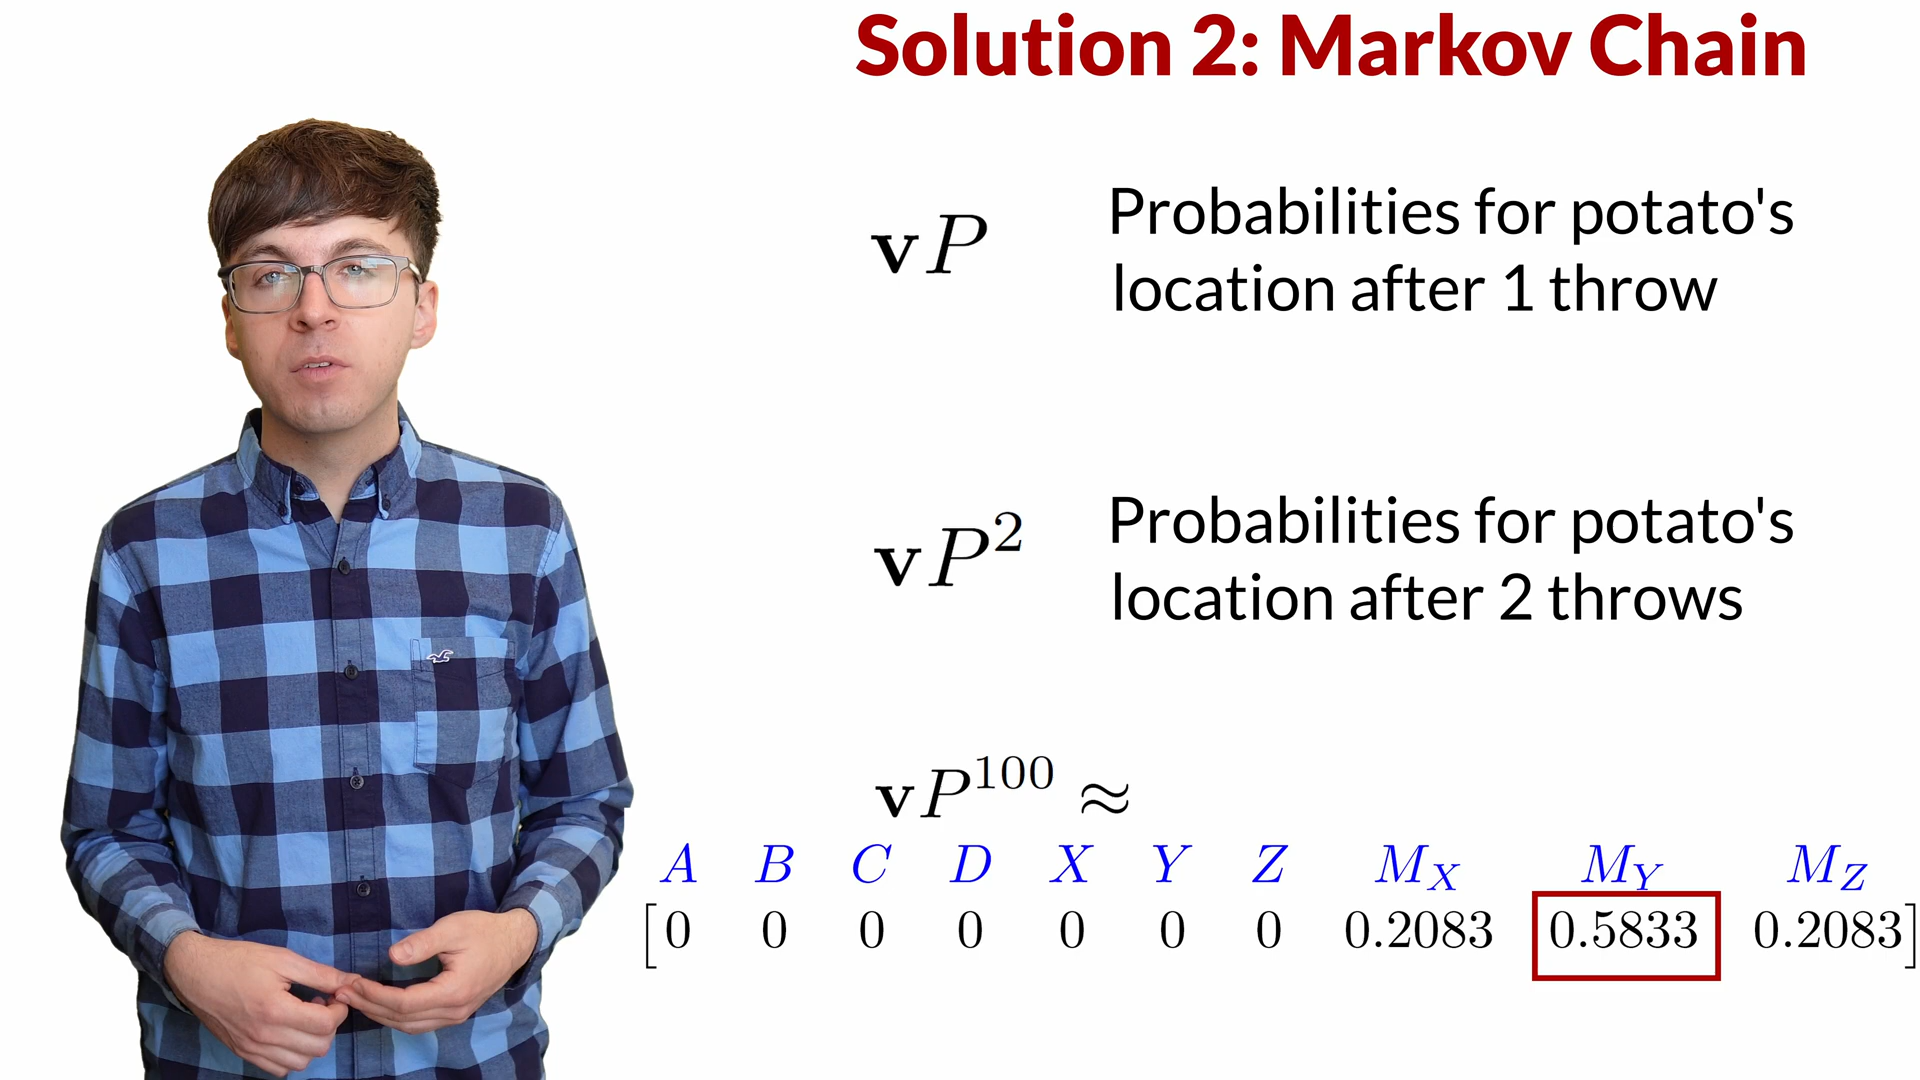 Solution 2: Markov Chain
vP
Probabilities for potato's
location after 1 throw
vP²
Probabilities for potato's
location after 2 throws
vP¹⁰⁰ ≈
A B C D X Y Z M_X M_Y M_Z
[0 0 0 0 0 0 0 0.2083 0.5833 0.2083]